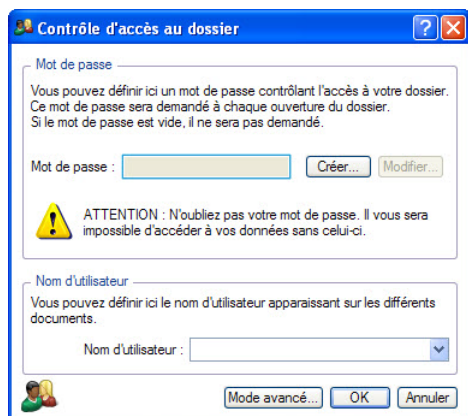 Contrôle d'accès au dossier
Mot de passe
Vous pouvez définir ici un mot de passe contrôlant l'accès à votre dossier.
Ce mot de passe sera demandé à chaque ouverture du dossier.
Si le mot de passe est vide, il ne sera pas demandé.
Mot de passe : Créer... Modifier...
ATTENTION : N'oubliez pas votre mot de passe. Il vous sera
impossible d'accéder à vos données sans celui-ci.
Nom d'utilisateur
Vous pouvez définir ici le nom d'utilisateur apparaissant sur les différents
documents.
Nom d'utilisateur :
Mode avancé... OK Annuler